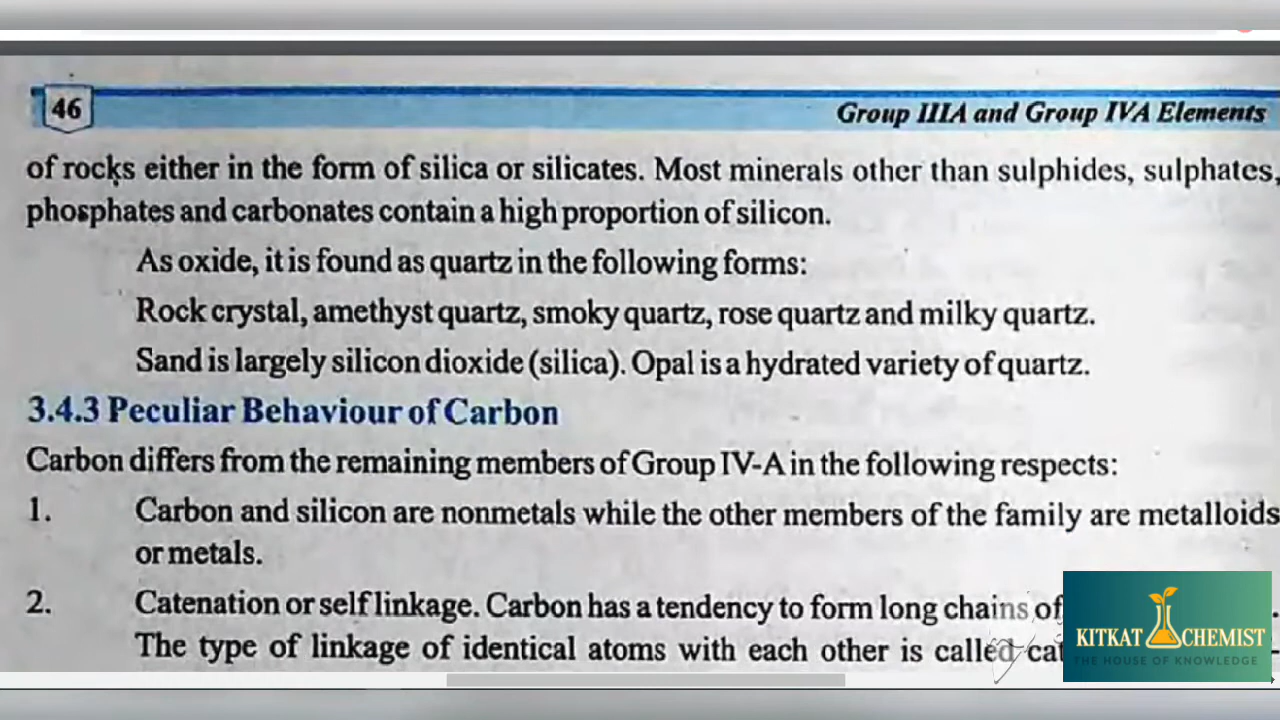 46
Group IIIA and Group IVA Elements
of rocks either in the form of silica or silicates. Most minerals other than sulphides, sulphates,
phosphates and carbonates contain a high proportion of silicon.
As oxide, it is found as quartz in the following forms:
Rock crystal, amethyst quartz, smoky quartz, rose quartz and milky quartz.
Sand is largely silicon dioxide (silica). Opal is a hydrated variety of quartz.
3.4.3 Peculiar Behaviour of Carbon
Carbon differs from the remaining members of Group IV-A in the following respects:
1. Carbon and silicon are nonmetals while the other members of the family are metalloids
or metals.
2. Catenation or self linkage. Carbon has a tendency to form long chains of
The type of linkage of identical atoms with each other is called
KITKAT CHEMIST
THE HOUSE OF KNOWLEDGE